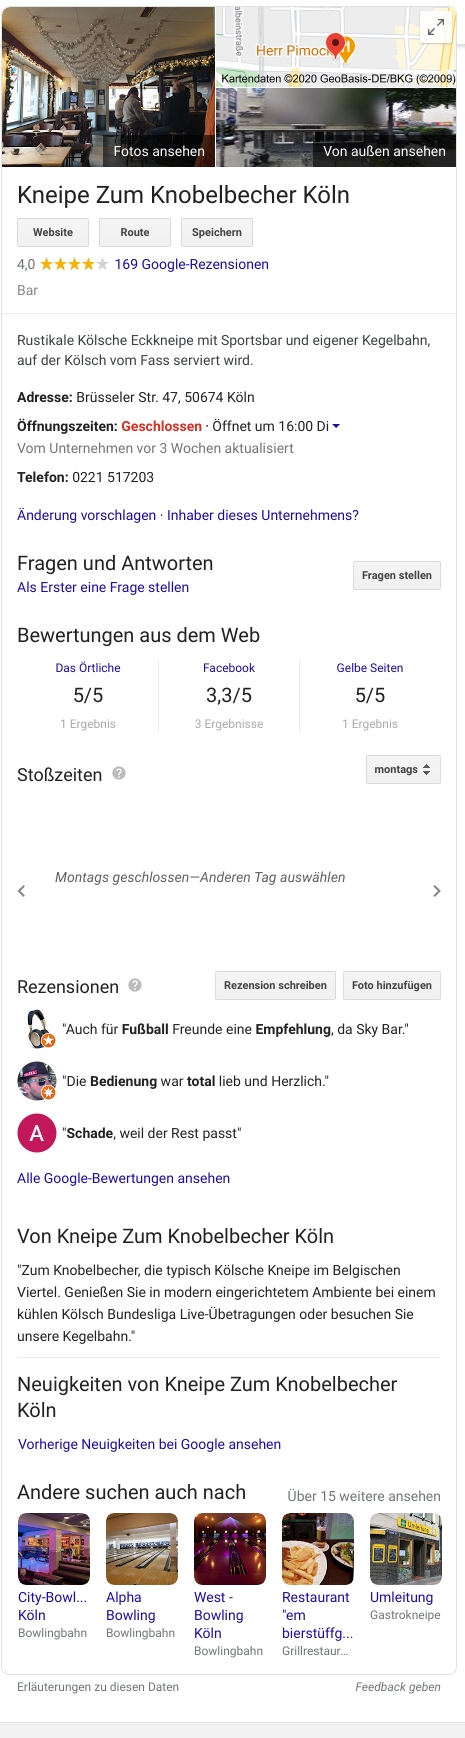 albeinstraße
Herr Pimock
Kartendaten ©2020 GeoBasis-DE/BKG (©2009)
Fotos ansehen
Von außen ansehen
Kneipe Zum Knobelbecher Köln
Website Route Speichern
4,0 169 Google-Rezensionen
Bar
Rustikale Kölsche Eckkneipe mit Sportsbar und eigener Kegelbahn,
auf der Kölsch vom Fass serviert wird.
Adresse: Brüsseler Str. 47, 50674 Köln
Öffnungszeiten: Geschlossen · Öffnet um 16:00 Di
Vom Unternehmen vor 3 Wochen aktualisiert
Telefon: 0221 517203
Änderung vorschlagen · Inhaber dieses Unternehmens?
Fragen und Antworten
Als Erster eine Frage stellen
Fragen stellen
Bewertungen aus dem Web
Das Örtliche Facebook Gelbe Seiten
5/5 3,3/5 5/5
1 Ergebnis 3 Ergebnisse 1 Ergebnis
Stoßzeiten ? montags
Montags geschlossen—Anderen Tag auswählen
Rezensionen ? Rezension schreiben Foto hinzufügen
"Auch für Fußball Freunde eine Empfehlung, da Sky Bar."
"Die Bedienung war total lieb und Herzlich."
A "Schade, weil der Rest passt"
Alle Google-Bewertungen ansehen
Von Kneipe Zum Knobelbecher Köln
"Zum Knobelbecher, die typisch Kölsche Kneipe im Belgischen
Viertel. Genießen Sie in modern eingerichtetem Ambiente bei einem
kühlen Kölsch Bundesliga Live-Übetragungen oder besuchen Sie
unsere Kegelbahn."
Neuigkeiten von Kneipe Zum Knobelbecher
Köln
Vorherige Neuigkeiten bei Google ansehen
Andere suchen auch nach Über 15 weitere ansehen
City-Bowl...
Köln
Bowlingbahn
Alpha
Bowling
Bowlingbahn
West -
Bowling
Köln
Bowlingbahn
Restaurant
"em
bierstüffg...
Grillrestaur...
Umleitung
Gastrokneipe
Erläuterungen zu diesen Daten Feedback geben